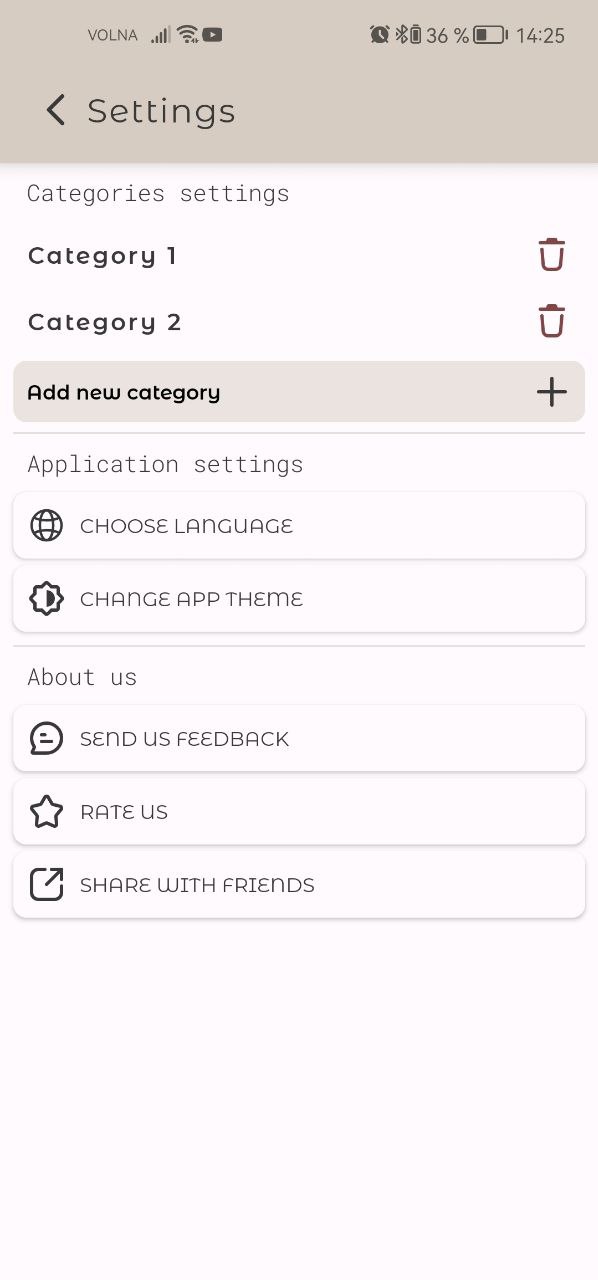 VOLNA 36 % 14:25
Settings
Categories settings
Category 1
Category 2
Add new category
Application settings
CHOOSE LANGUAGE
CHANGE APP THEME
About us
SEND US FEEDBACK
RATE US
SHARE WITH FRIENDS